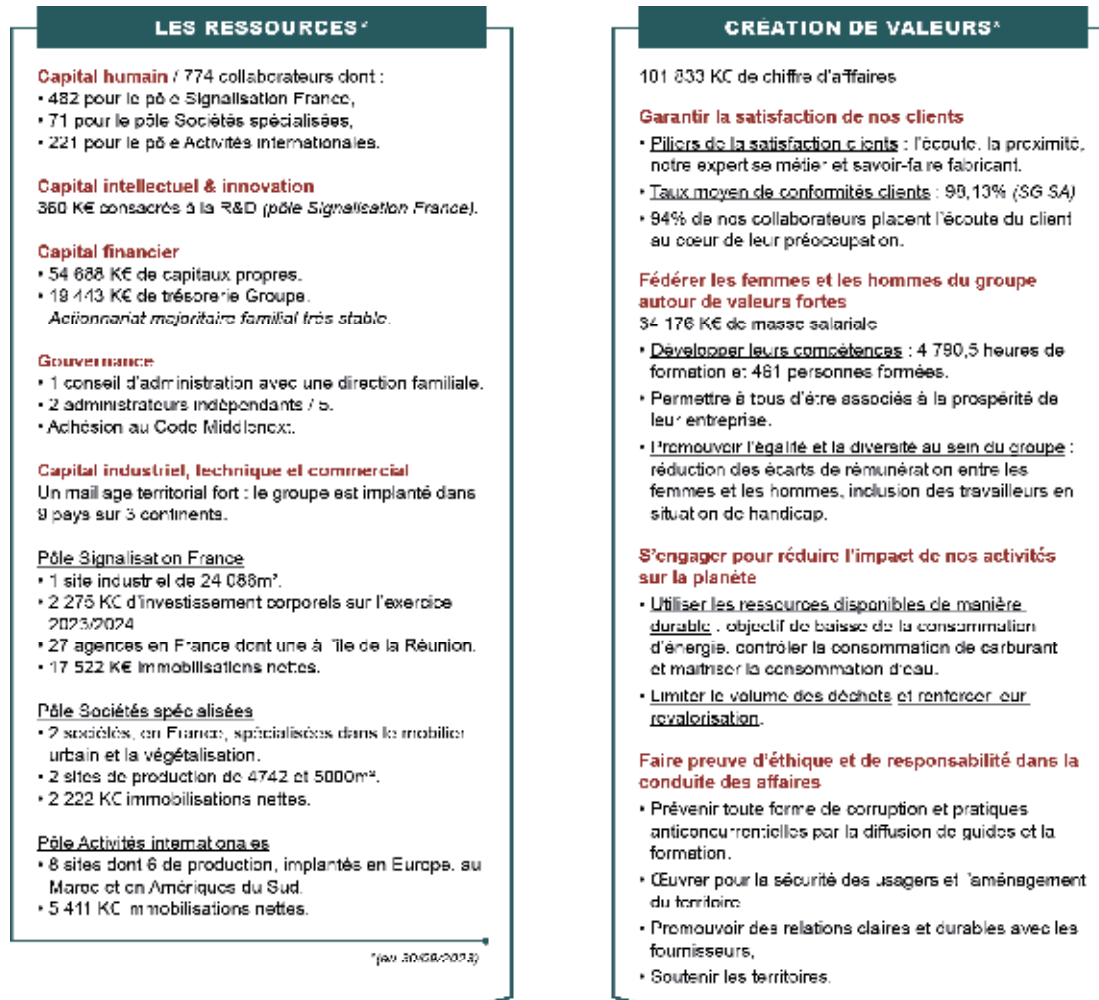 LES RESSOURCES*
Capital humain / 774 collaborateurs dont :
• 482 pour le pôle Signalisation France,
• 71 pour le pôle Sociétés spécialisées,
• 221 pour le pôle Activités internationales.
Capital intellectuel & innovation
360 K€ consacrés à la R&D (pôle Signalisation France).
Capital financier
• 54 688 K€ de capitaux propres.
• 19 443 K€ de trésorerie Groupe.
Actionnariat majoritaire familial très stable.
Gouvernance
• 1 conseil d'administration avec une direction familiale.
• 2 administrateurs indépendants / 5.
• Adhésion au Code Middlenext.
Capital industriel, technique et commercial
Un maillage territorial fort : le groupe est implanté dans
9 pays sur 3 continents.
Pôle Signalisation France
• 1 site industriel de 24 088m².
• 2 275 K€ d'investissement corporels sur l'exercice
2023/2024
• 27 agences en France dont une à l'île de la Réunion.
• 17 522 K€ immobilisations nettes.
Pôle Sociétés spécialisées
• 2 sociétés, en France, spécialisées dans le mobilier
urbain et la végétalisation.
• 2 sites de production de 4742 et 5000m².
• 2 222 K€ immobilisations nettes.
Pôle Activités internationales
• 8 sites dont 6 de production, implantés en Europe, au
Maroc et en Amériques du Sud.
• 5 411 K€ immobilisations nettes.
*(au 30/09/2023)
CRÉATION DE VALEURS*
101 833 K€ de chiffre d'afffaires
Garantir la satisfaction de nos clients
• Piliers de la satisfaction clients : l'écoute, la proximité,
notre expertise métier et savoir-faire fabricant.
• Taux moyen de conformités clients : 98,13% (SG SA)
• 94% de nos collaborateurs placent l'écoute du client
au cœur de leur préoccupation.
Fédérer les femmes et les hommes du groupe
autour de valeurs fortes
34 176 K€ de masse salariale
• Développer leurs compétences : 4 790,5 heures de
formation et 461 personnes formées.
• Permettre à tous d'être associés à la prospérité de
leur entreprise.
• Promouvoir l'égalité et la diversité au sein du groupe :
réduction des écarts de rémunération entre les
femmes et les hommes, inclusion des travailleurs en
situation de handicap.
S'engager pour réduire l'impact de nos activités
sur la planète
• Utiliser les ressources disponibles de manière
durable : objectif de baisse de la consommation
d'énergie, contrôler la consommation de carburant
et maitriser la consommation d'eau.
• Limiter le volume des déchets et renforcer leur
revalorisation.
Faire preuve d'éthique et de responsabilité dans la
conduite des affaires
• Prévenir toute forme de corruption et pratiques
anticoncurrentielles par la diffusion de guides et la
formation.
• Œuvrer pour la sécurité des usagers et l'aménagement
du territoire
• Promouvoir des relations claires et durables avec les
fournisseurs,
• Soutenir les territoires.